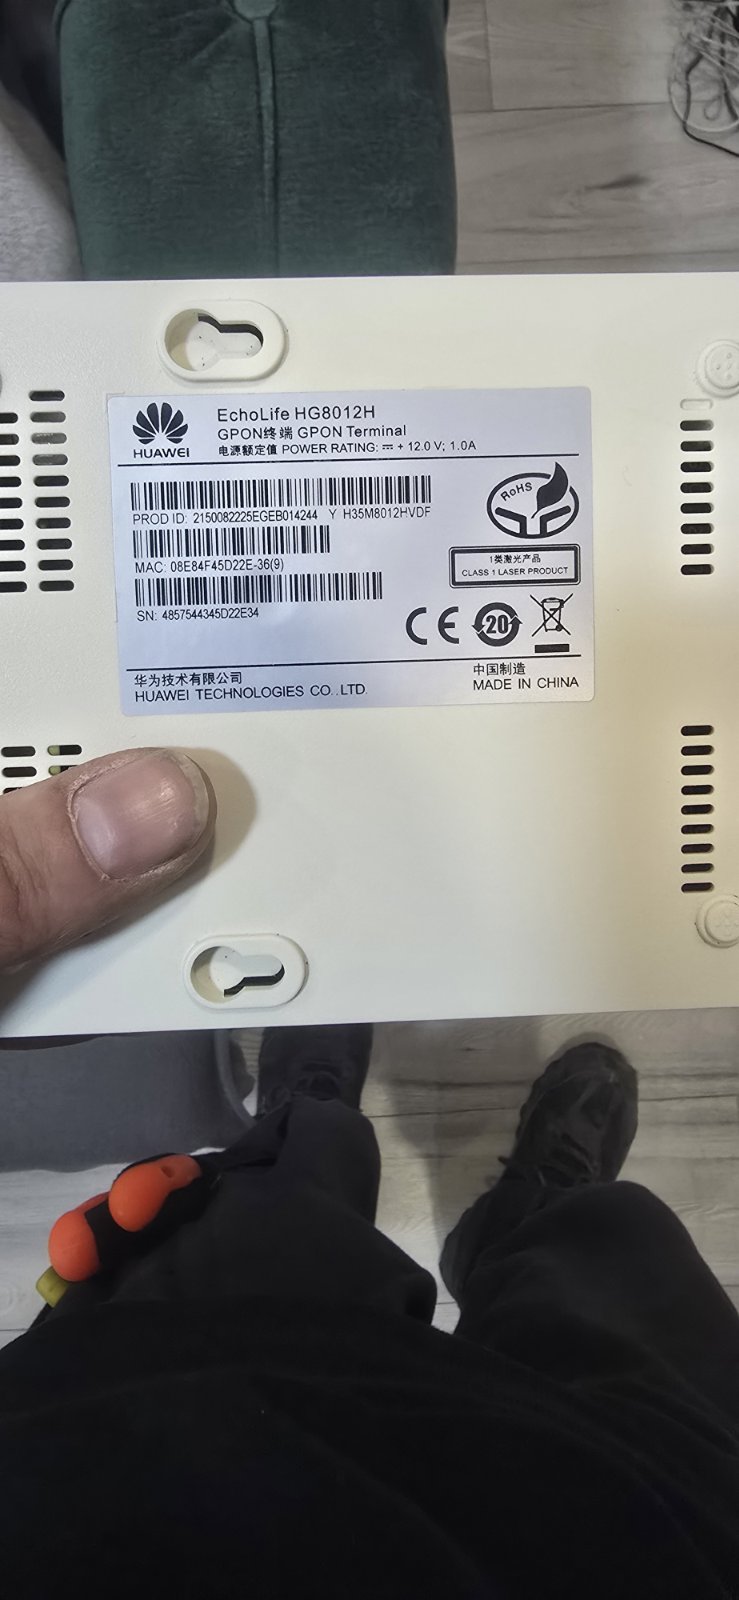 HUAWEI
EchoLife HG8012H
GPON终端 GPON Terminal
电源额定值 POWER RATING: ⎓ + 12.0 V; 1.0A
PROD ID: 2150082225EGEB014244 Y H35M8012HVDF
MAC: 08E84F45D22E-36(9)
SN: 4857544345D22E34
RoHS
1类激光产品
CLASS 1 LASER PRODUCT
CE
20
华为技术有限公司
HUAWEI TECHNOLOGIES CO.,LTD.
中国制造
MADE IN CHINA